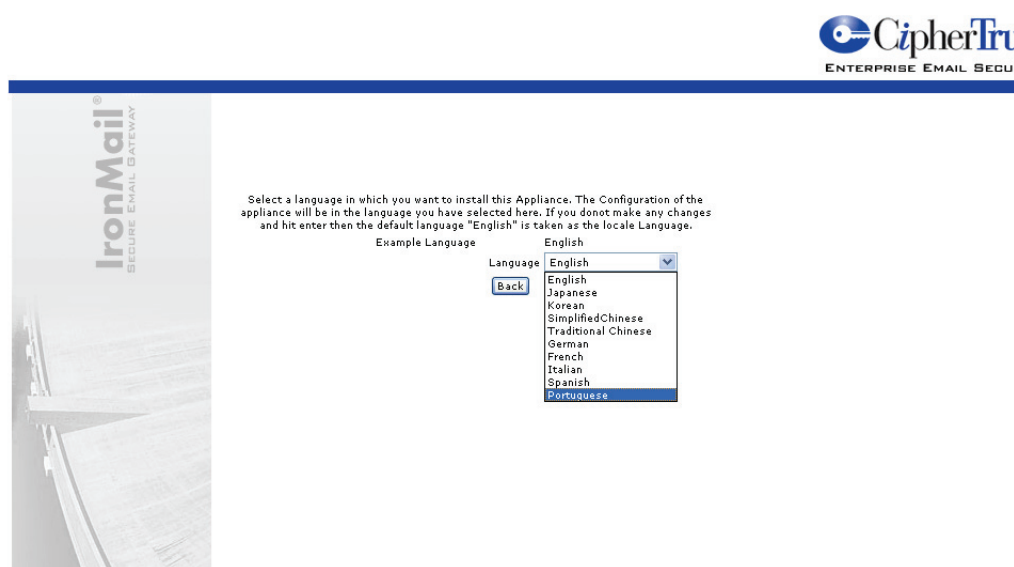 CipherTru
ENTERPRISE EMAIL SECU
IronMail®
SECURE EMAIL GATEWAY
Select a language in which you want to install this Appliance. The Configuration of the
appliance will be in the language you have selected here. If you donot make any changes
and hit enter then the default language "English" is taken as the locale Language.
Example Language English
Language English
Back
English
Japanese
Korean
SimplifiedChinese
Traditional Chinese
German
French
Italian
Spanish
Portuguese